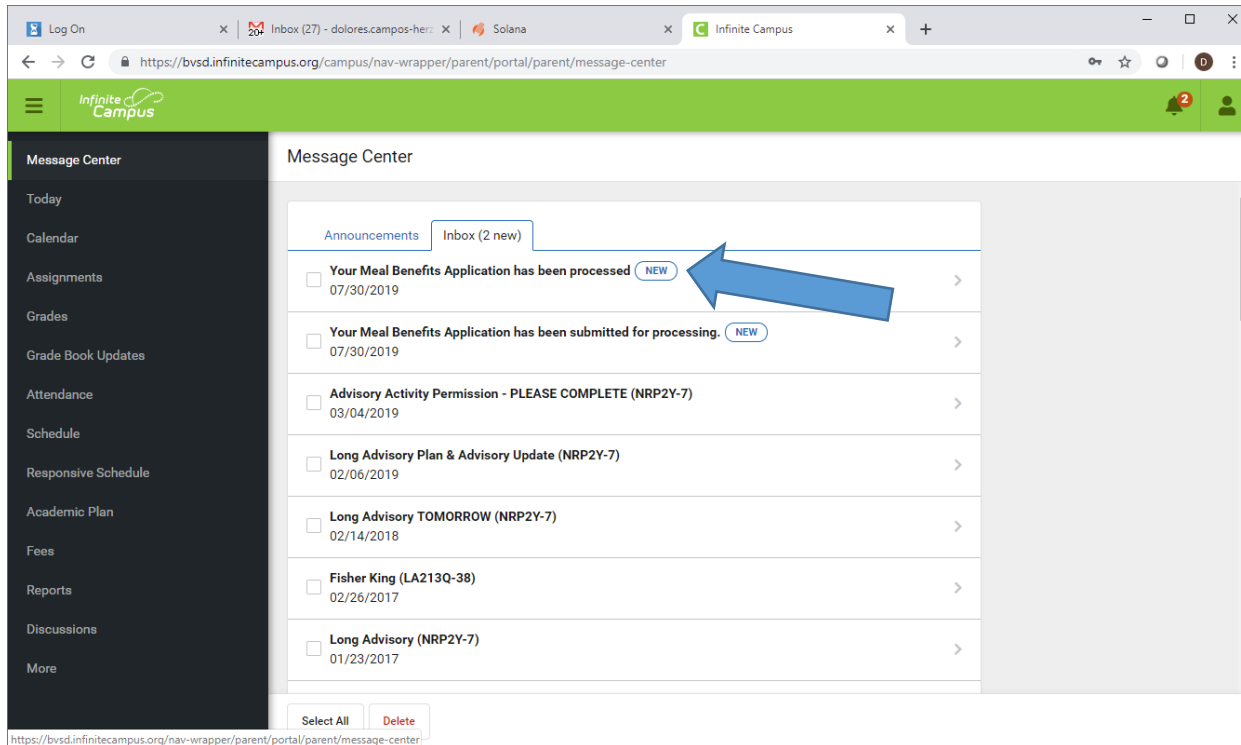 Log On
20+
Inbox (27) - dolores.campos-her
Solana
Infinite Campus
https://bvsd.infinitecampus.org/campus/nav-wrapper/parent/portal/parent/message-center
D
Infinite Campus
2
Message Center
Today
Calendar
Assignments
Grades
Grade Book Updates
Attendance
Schedule
Responsive Schedule
Academic Plan
Fees
Reports
Discussions
More
Message Center
Announcements
Inbox (2 new)
Your Meal Benefits Application has been processed NEW
07/30/2019
Your Meal Benefits Application has been submitted for processing. NEW
07/30/2019
Advisory Activity Permission - PLEASE COMPLETE (NRP2Y-7)
03/04/2019
Long Advisory Plan & Advisory Update (NRP2Y-7)
02/06/2019
Long Advisory TOMORROW (NRP2Y-7)
02/14/2018
Fisher King (LA213Q-38)
02/26/2017
Long Advisory (NRP2Y-7)
01/23/2017
Select All
Delete
https://bvsd.infinitecampus.org/nav-wrapper/parent/portal/parent/message-center